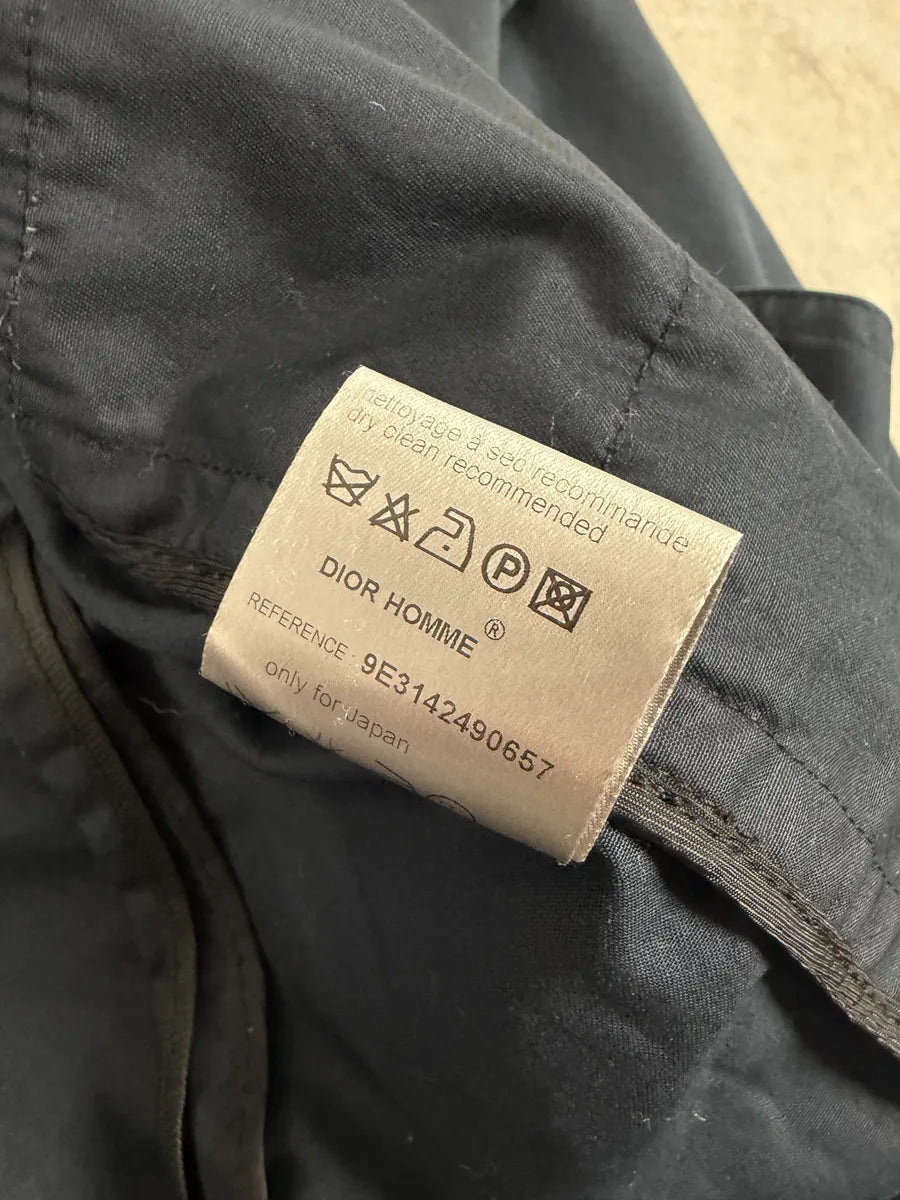 nettoyage à sec recommandé
dry clean recommended
P
DIOR HOMME ®
REFERENCE : 9E3142490657
only for Japan